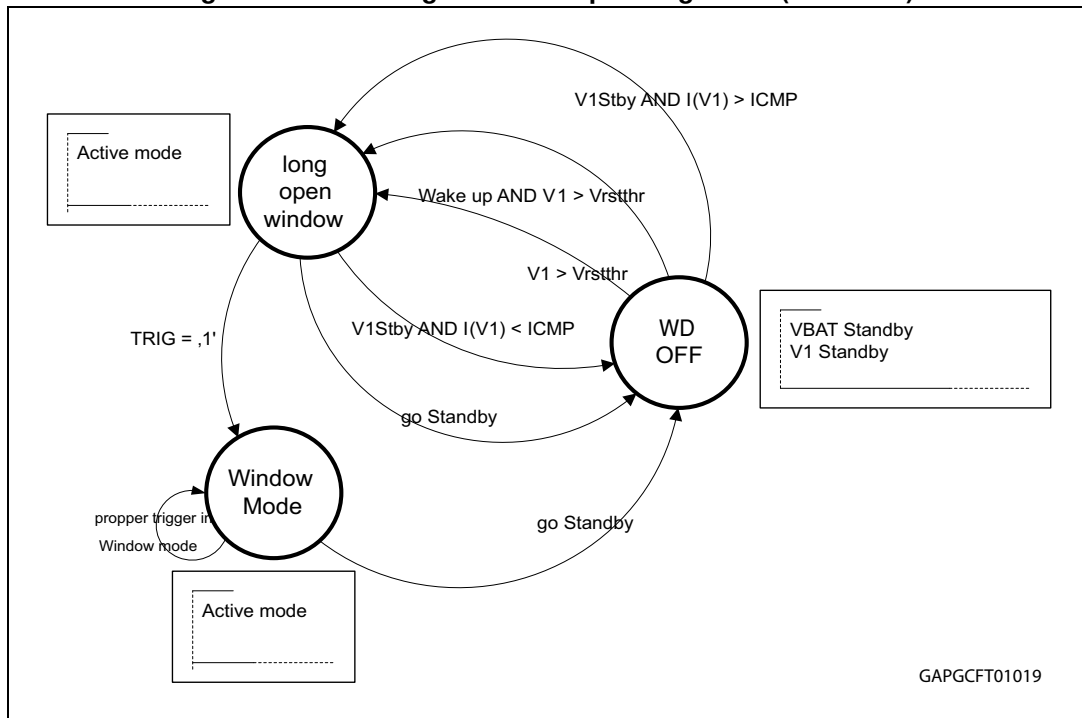 V1Stby AND I(V1) > ICMP
Active mode
long
open
window
Wake up AND V1 > Vrstthr
V1 > Vrstthr
TRIG = ‚1'
V1Stby AND I(V1) < ICMP
WD
OFF
VBAT Standby
V1 Standby
go Standby
Window
Mode
propper trigger in
Window mode
go Standby
Active mode
GAPGCFT01019